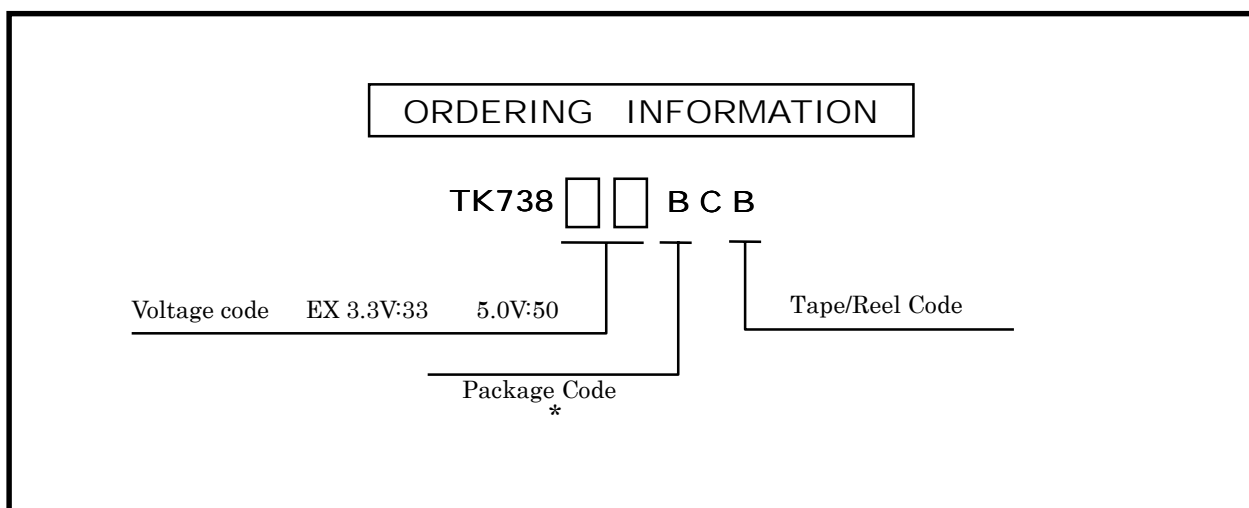 ORDERING INFORMATION
TK738 □ □ B C B
Voltage code EX 3.3V:33 5.0V:50
Tape/Reel Code
Package Code
*